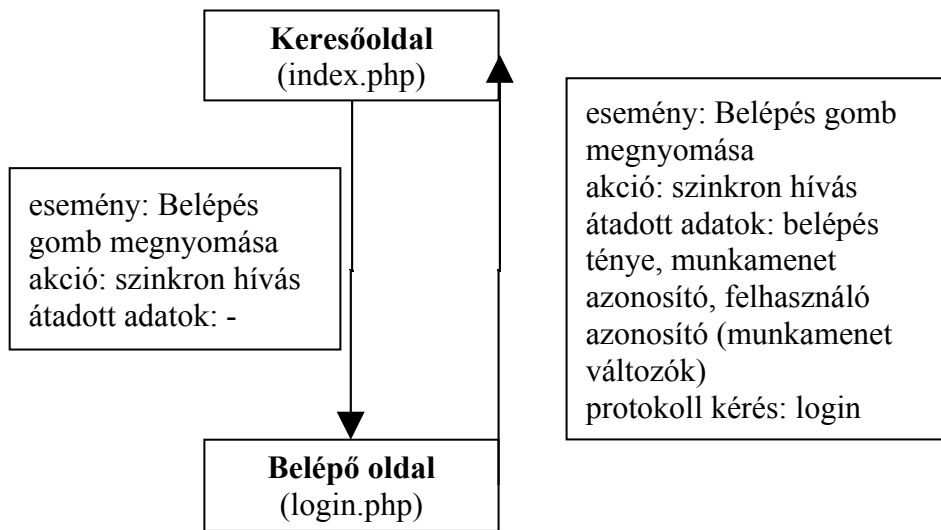 Keresőoldal
(index.php)
esemény: Belépés
gomb megnyomása
akció: szinkron hívás
átadott adatok: -
esemény: Belépés gomb
megnyomása
akció: szinkron hívás
átadott adatok: belépés
ténye, munkamenet
azonosító, felhasználó
azonosító (munkamenet
változók)
protokoll kérés: login
Belépő oldal
(login.php)